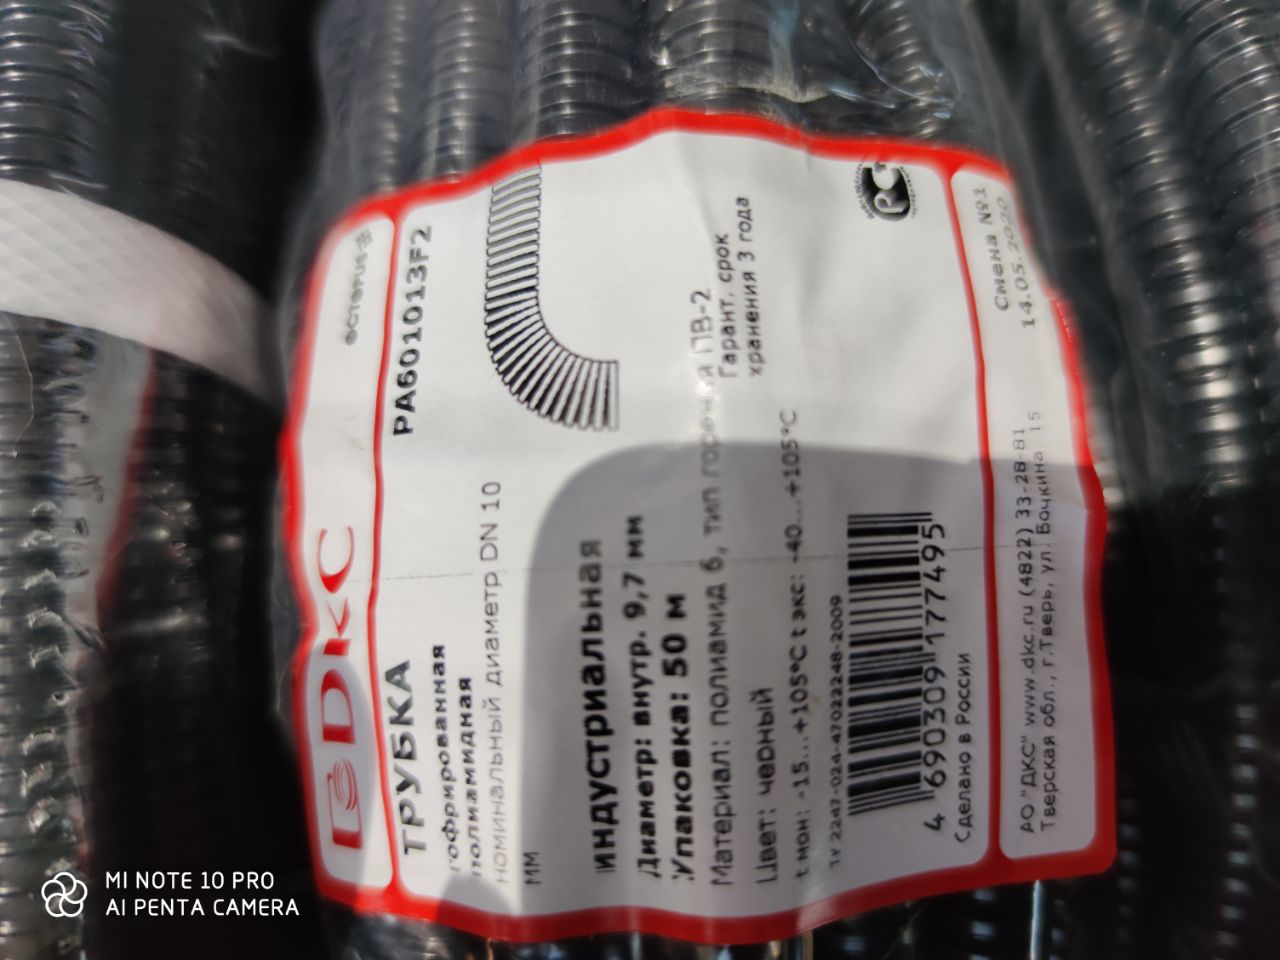 DKC
OCTOPUS
ТРУБКА
PA601013F2
гофрированная
полиамидная
номинальный диаметр DN 10
мм
индустриальная
Диаметр: внутр. 9,7 мм
Упаковка: 50 м
Материал: полиамид 6, тип горения ПВ-2
Цвет: черный
Гарант. срок
хранения 3 года
t мон: -15...+105°C t экс: -40...+105°C
ТУ 2247-024-47022248-2009
4 690309 177495
Сделано в России
РСТ
Смена №1
14.05.2020
АО "ДКС" www.dkc.ru (4822) 33-28-81
Тверская обл., г.Тверь, ул. Бочкина 15
MI NOTE 10 PRO
AI PENTA CAMERA